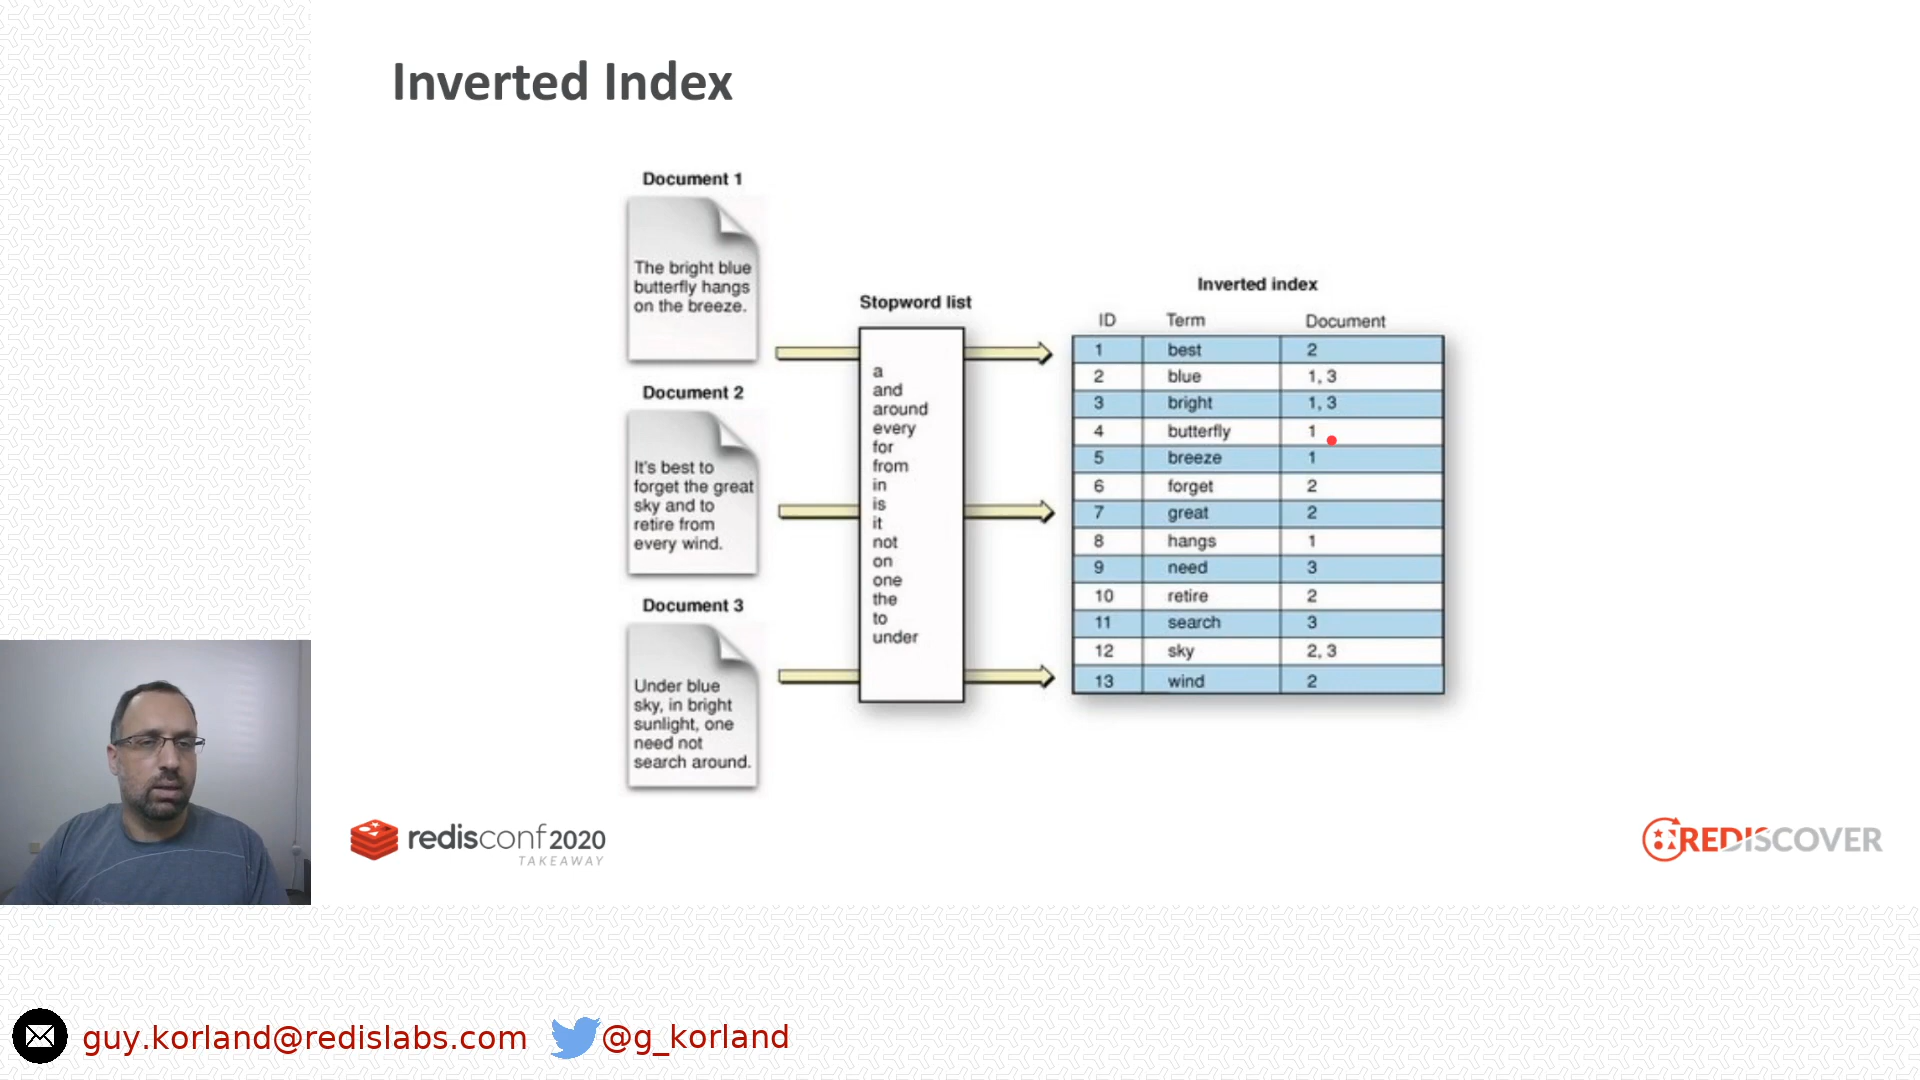 Inverted Index
Document 1
The bright blue
butterfly hangs
on the breeze.
Document 2
It's best to
forget the great
sky and to
retire from
every wind.
Document 3
Under blue
sky, in bright
sunlight, one
need not
search around.
Stopword list
a
and
around
every
for
from
in
is
it
not
on
one
the
to
under
Inverted index
ID Term Document
1 best 2
2 blue 1, 3
3 bright 1, 3
4 butterfly 1
5 breeze 1
6 forget 2
7 great 2
8 hangs 1
9 need 3
10 retire 2
11 search 3
12 sky 2, 3
13 wind 2
redisconf 2020
TAKEAWAY
REDISCOVER
guy.korland@redislabs.com @g_korland